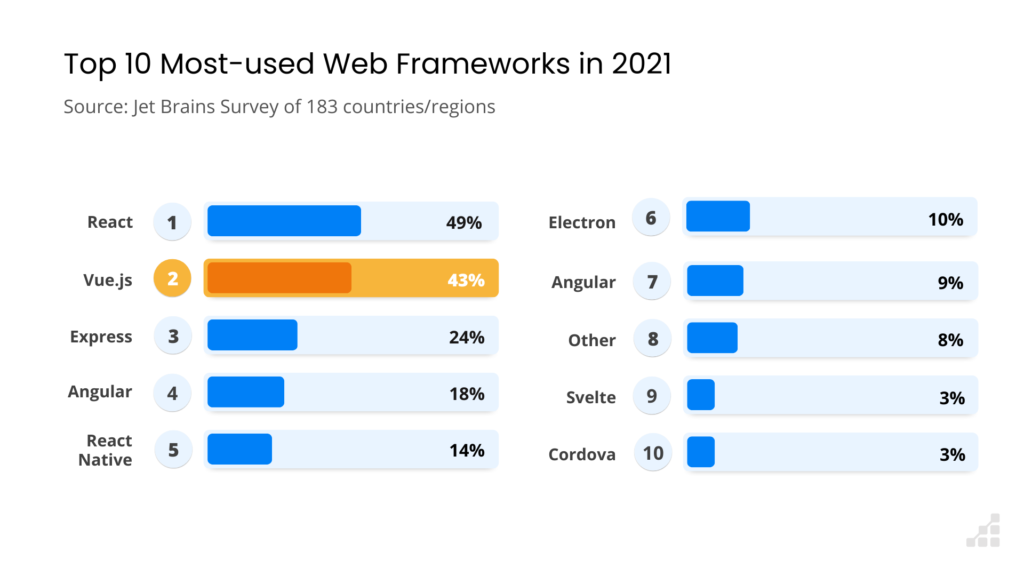 Top 10 Most-used Web Frameworks in 2021
Source: Jet Brains Survey of 183 countries/regions
React 1 49%
Vue.js 2 43%
Express 3 24%
Angular 4 18%
React
Native 5 14%
Electron 6 10%
Angular 7 9%
Other 8 8%
Svelte 9 3%
Cordova 10 3%